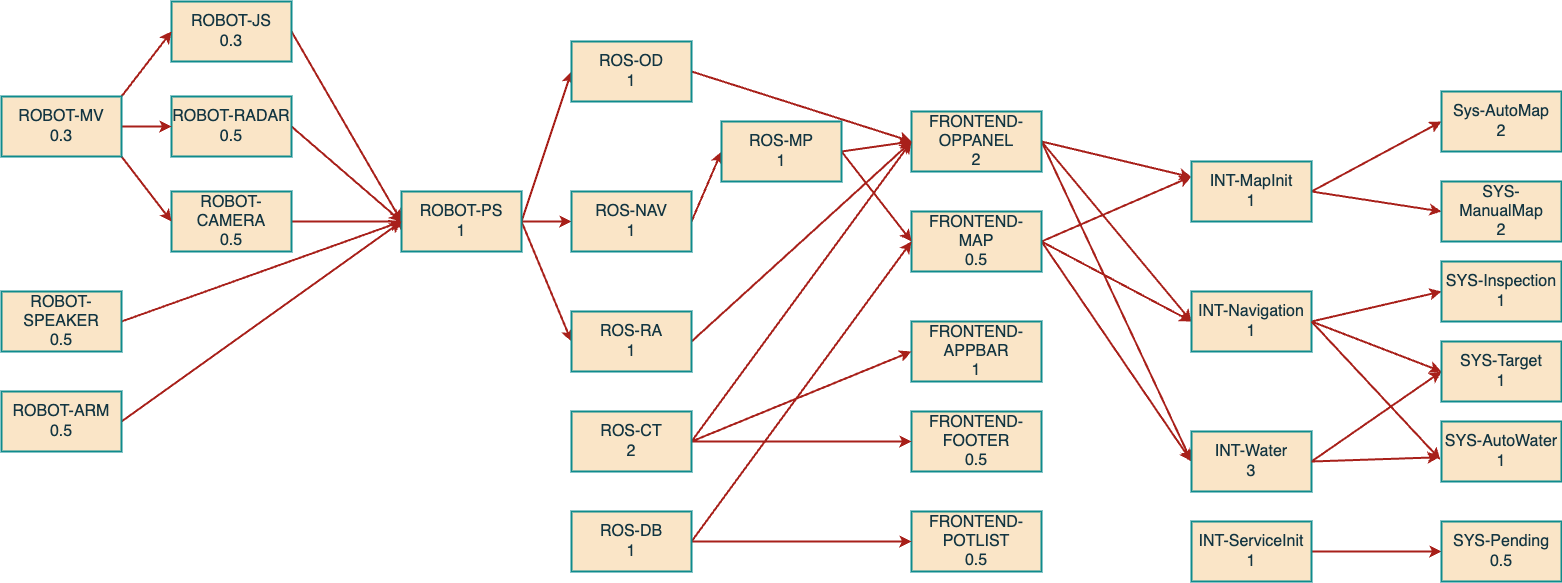 ROBOT-MV
0.3
ROBOT-JS
0.3
ROBOT-RADAR
0.5
ROBOT-
CAMERA
0.5
ROBOT-
SPEAKER
0.5
ROBOT-ARM
0.5
ROBOT-PS
1
ROS-OD
1
ROS-NAV
1
ROS-MP
1
ROS-RA
1
ROS-CT
2
ROS-DB
1
FRONTEND-
OPPANEL
2
FRONTEND-
MAP
0.5
FRONTEND-
APPBAR
1
FRONTEND-
FOOTER
0.5
FRONTEND-
POTLIST
0.5
INT-MapInit
1
INT-Navigation
1
INT-Water
3
INT-ServiceInit
1
Sys-AutoMap
2
SYS-
ManualMap
2
SYS-Inspection
1
SYS-Target
1
SYS-AutoWater
1
SYS-Pending
0.5